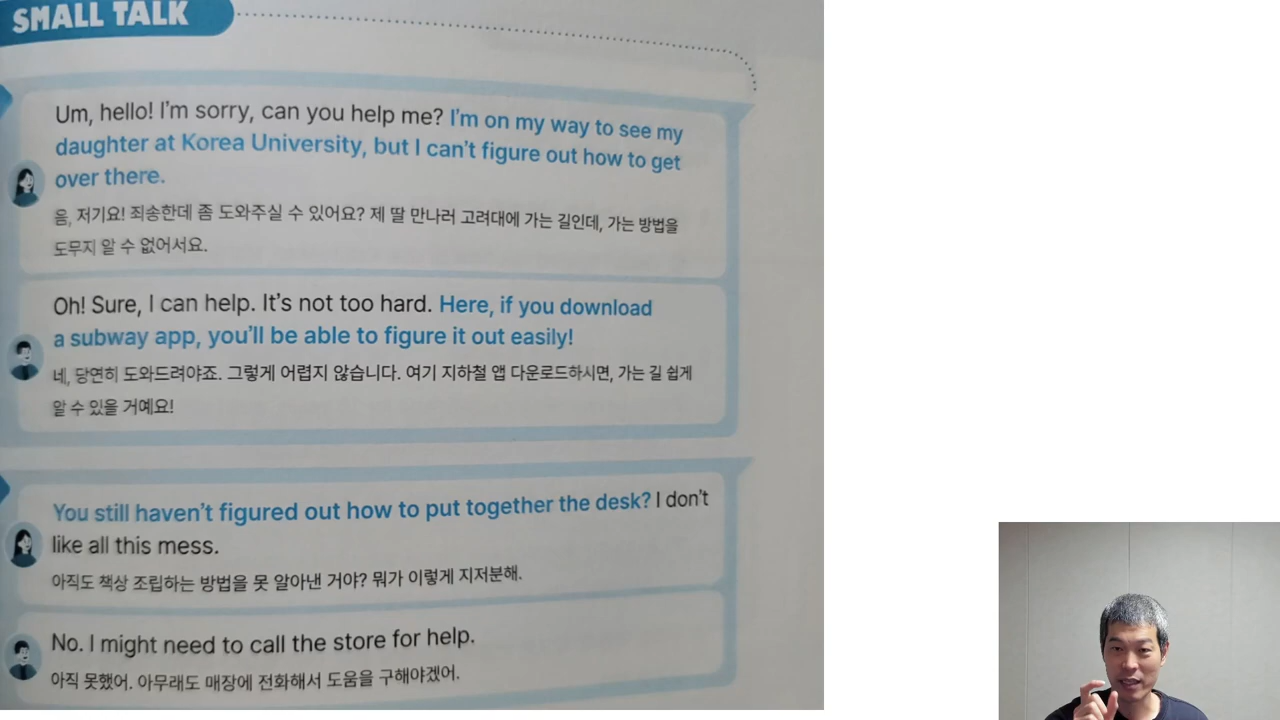 SMALL TALK
Um, hello! I'm sorry, can you help me? I'm on my way to see my
daughter at Korea University, but I can't figure out how to get
over there.
음, 저기요! 죄송한데 좀 도와주실 수 있어요? 제 딸 만나러 고려대에 가는 길인데, 가는 방법을
도무지 알 수 없어서요.
Oh! Sure, I can help. It's not too hard. Here, if you download
a subway app, you'll be able to figure it out easily!
네, 당연히 도와드려야죠. 그렇게 어렵지 않습니다. 여기 지하철 앱 다운로드하시면, 가는 길 쉽게
알 수 있을 거예요!
You still haven't figured out how to put together the desk? I don't
like all this mess.
아직도 책상 조립하는 방법을 못 알아낸 거야? 뭐가 이렇게 지저분해.
No. I might need to call the store for help.
아직 못했어. 아무래도 매장에 전화해서 도움을 구해야겠어.